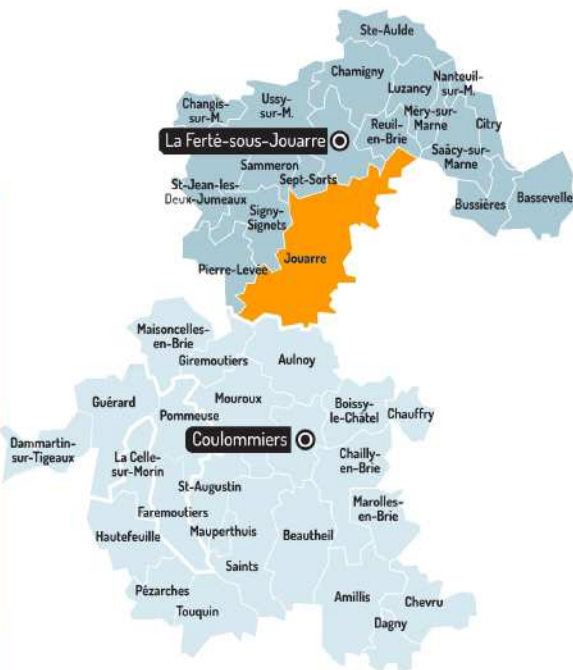 Ste-Aulde
Chamigny
Luzancy
Nanteuil-
sur-M.
Changis-
sur-M.
Ussy-
sur-M.
Reuil-
en-Brie
Méry-sur-
Marne
Citry
La Ferté-sous-Jouarre
Saâcy-sur-
Marne
Sammeron
Sept-Sorts
St-Jean-les-
Deux-Jumeaux
Signy-
Signets
Bussières
Bassevelle
Pierre-Levée
Jouarre
Maisoncelles-
en-Brie
Giremoutiers
Aulnoy
Guérard
Mouroux
Pommeuse
Boissy-
le-Châtel
Chauffry
Dammartin-
sur-Tigeaux
Coulommiers
La Celle-
sur-Morin
Chailly-
en-Brie
St-Augustin
Marolles-
en-Brie
Faremoutiers
Hautefeuille
Mauperthuis
Beautheil
Saints
Pézarches
Touquin
Amillis
Chevru
Dagny